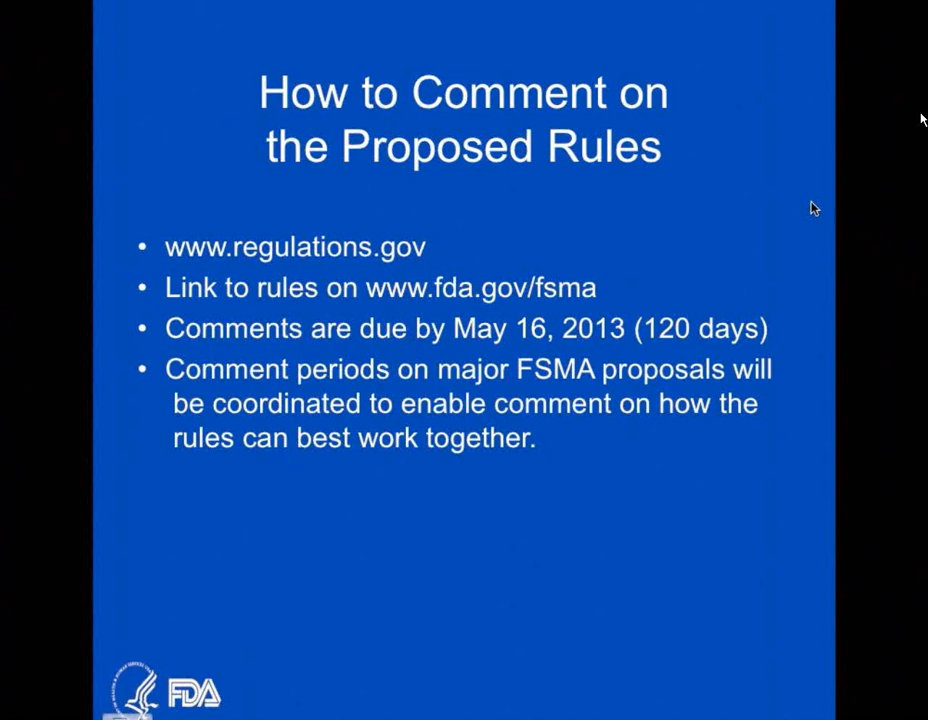 How to Comment on
the Proposed Rules
• www.regulations.gov
• Link to rules on www.fda.gov/fsma
• Comments are due by May 16, 2013 (120 days)
• Comment periods on major FSMA proposals will
be coordinated to enable comment on how the
rules can best work together.
FDA